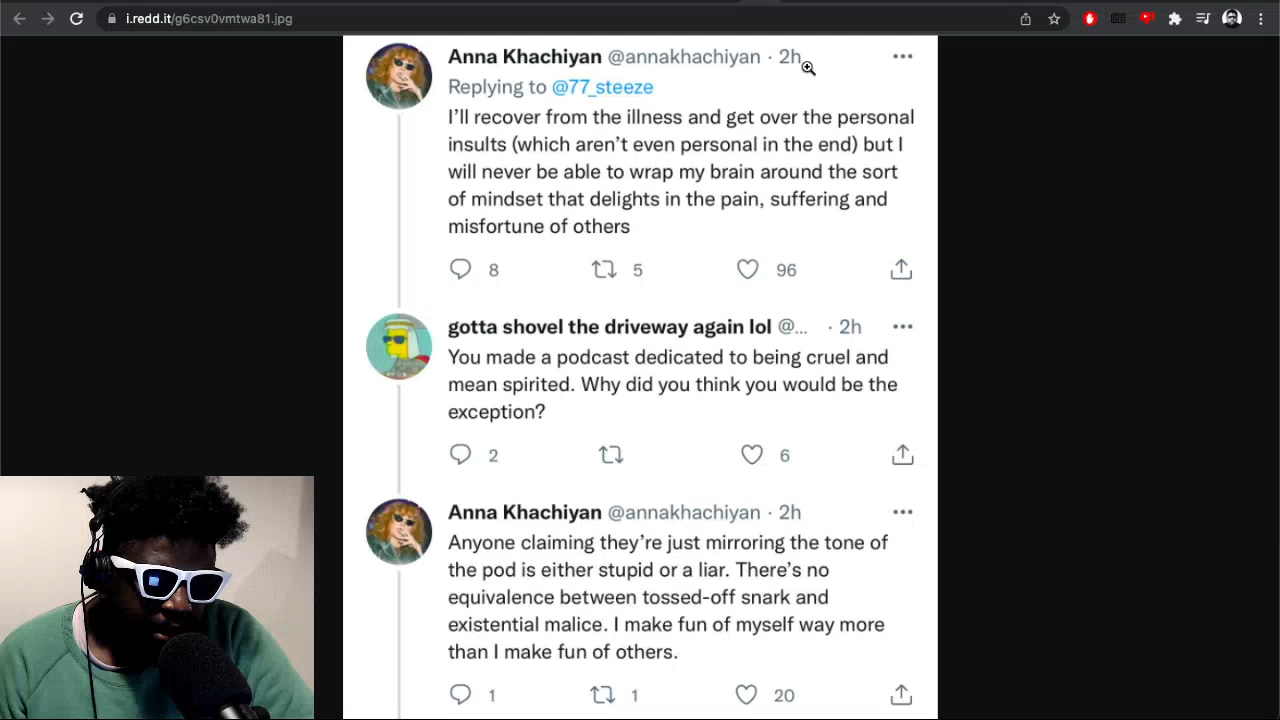 i.redd.it/g6csv0vmtwa81.jpg
Anna Khachiyan @annakhachiyan · 2h
Replying to @77_steeze
I'll recover from the illness and get over the personal
insults (which aren't even personal in the end) but I
will never be able to wrap my brain around the sort
of mindset that delights in the pain, suffering and
misfortune of others
8 5 96
gotta shovel the driveway again lol @... · 2h
You made a podcast dedicated to being cruel and
mean spirited. Why did you think you would be the
exception?
2 6
Anna Khachiyan @annakhachiyan · 2h
Anyone claiming they're just mirroring the tone of
the pod is either stupid or a liar. There's no
equivalence between tossed-off snark and
existential malice. I make fun of myself way more
than I make fun of others.
1 1 20